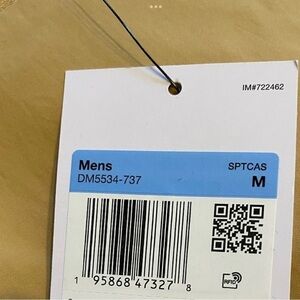 IM#722462
Mens SPTCAS
DM5534-737 M
1 95868 47327 8
RFID